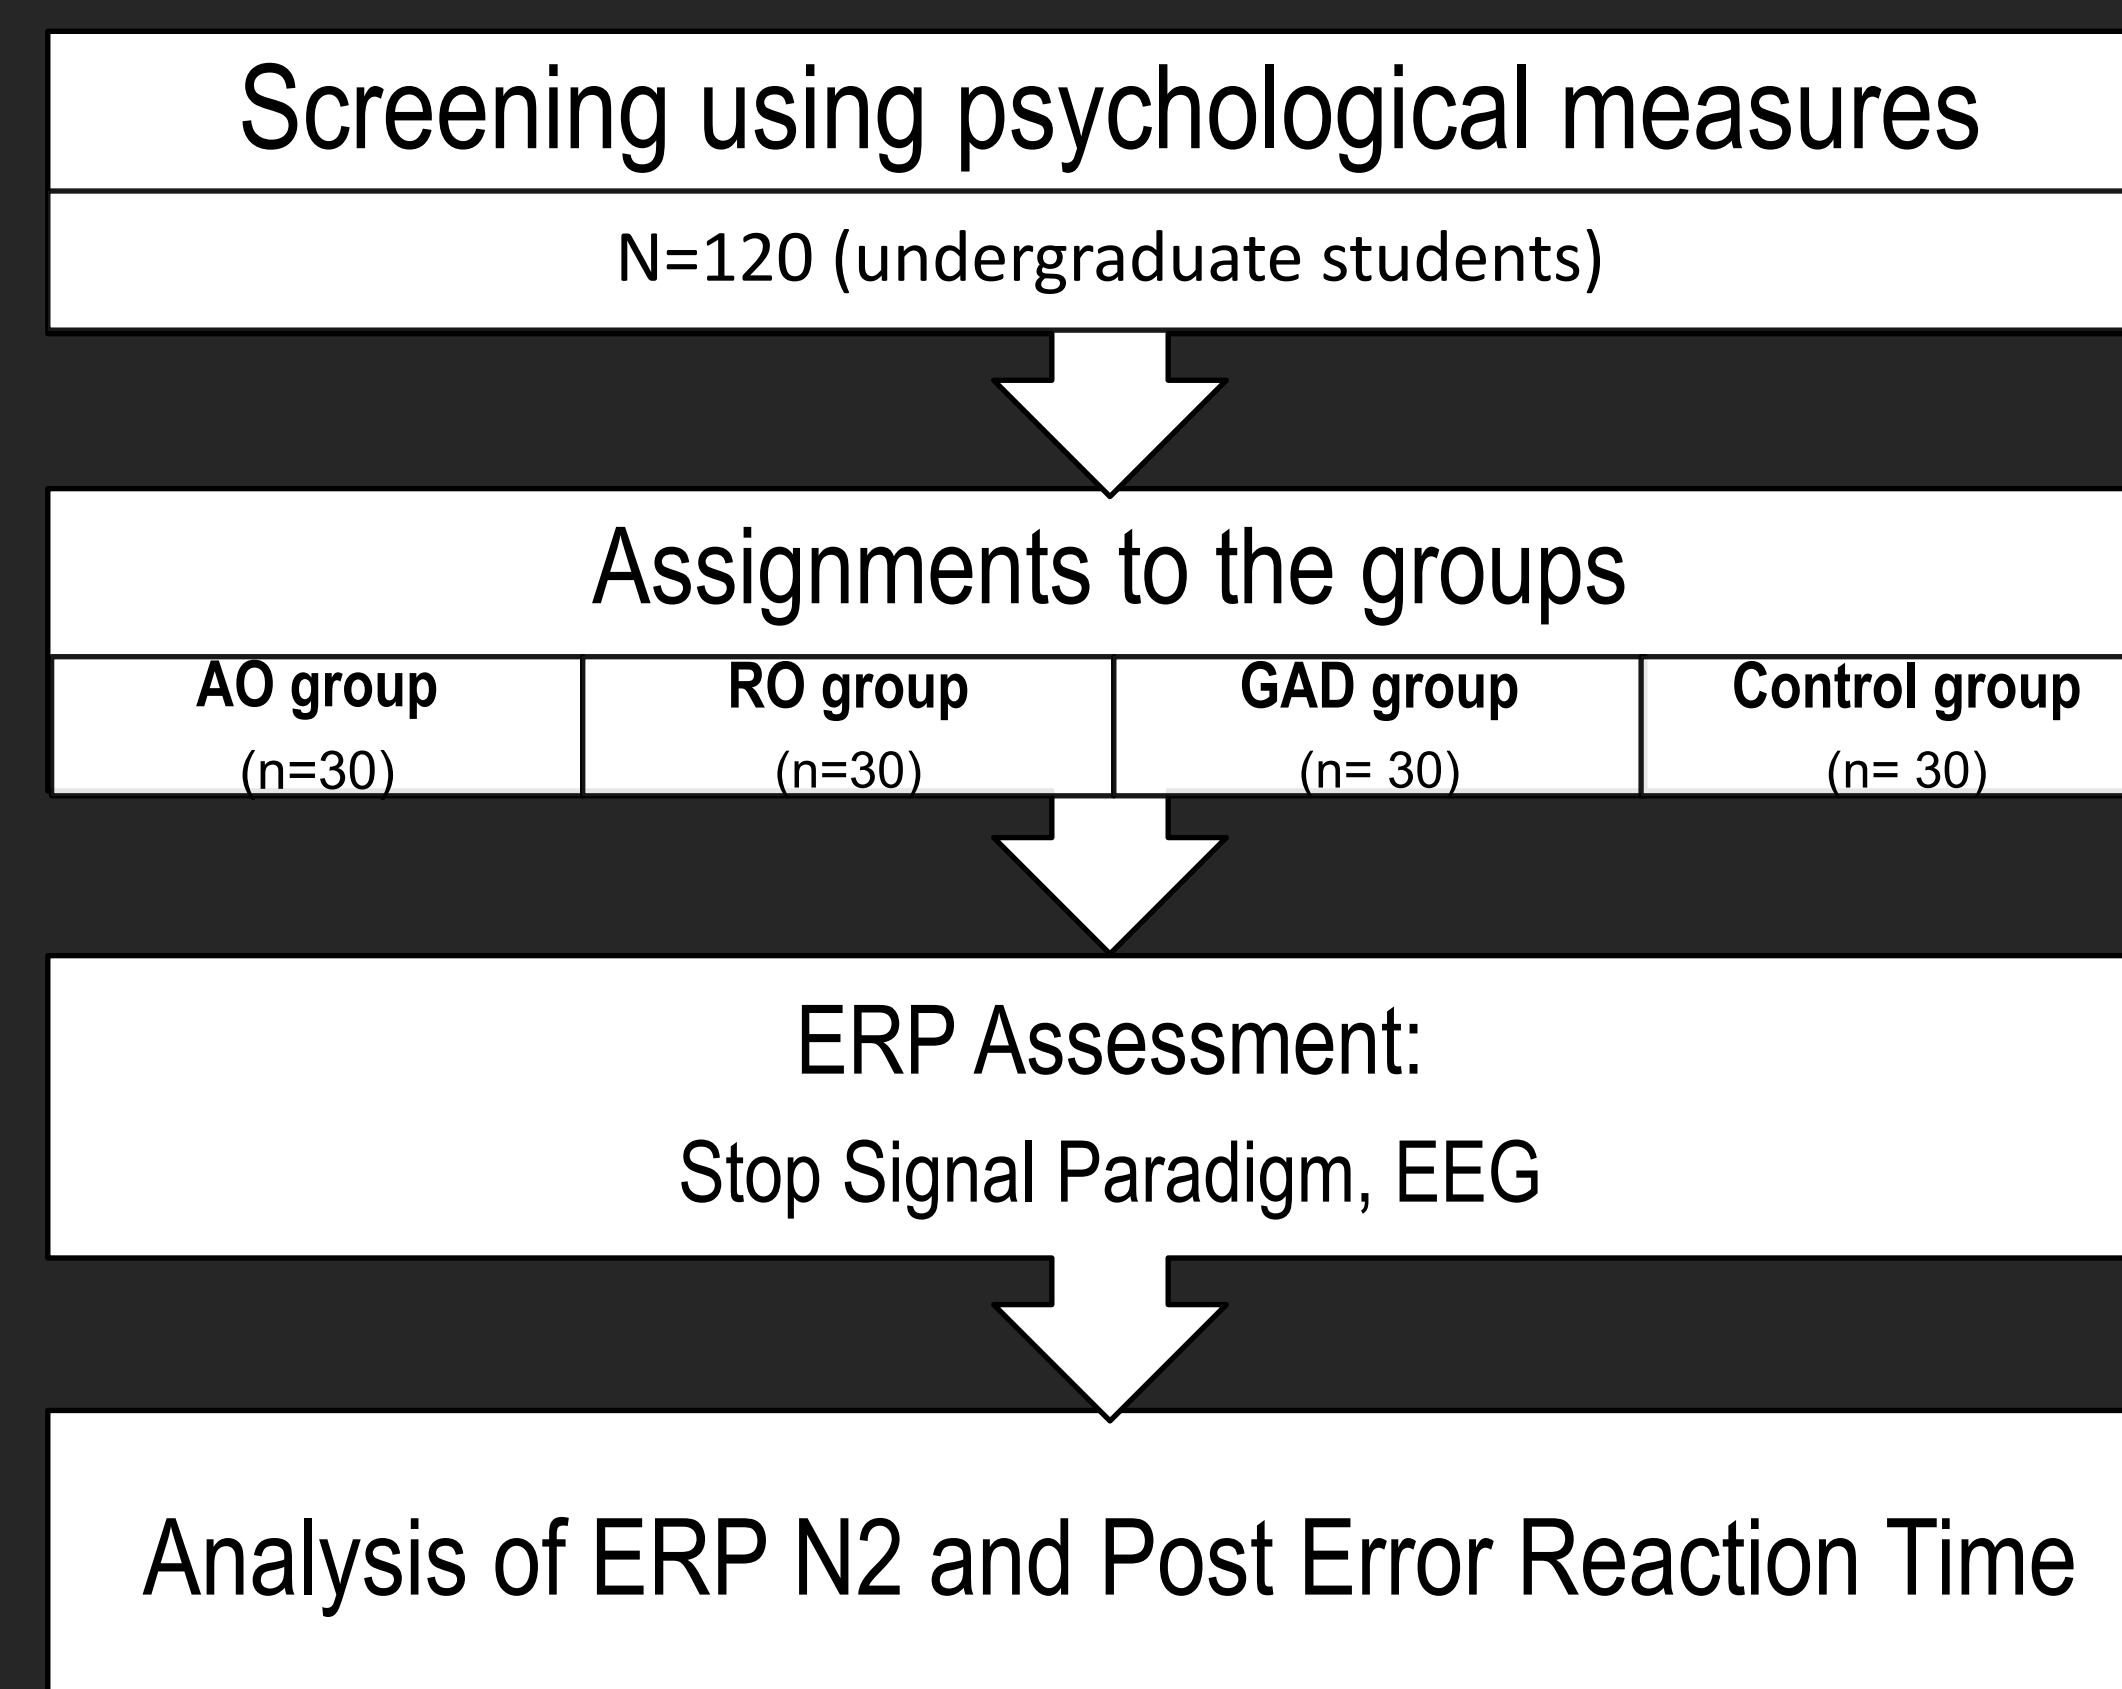 Screening using psychological measures
N=120 (undergraduate students)
Assignments to the groups
AO group RO group GAD group Control group
(n=30) (n=30) (n= 30) (n= 30)
ERP Assessment:
Stop Signal Paradigm, EEG
Analysis of ERP N2 and Post Error Reaction Time